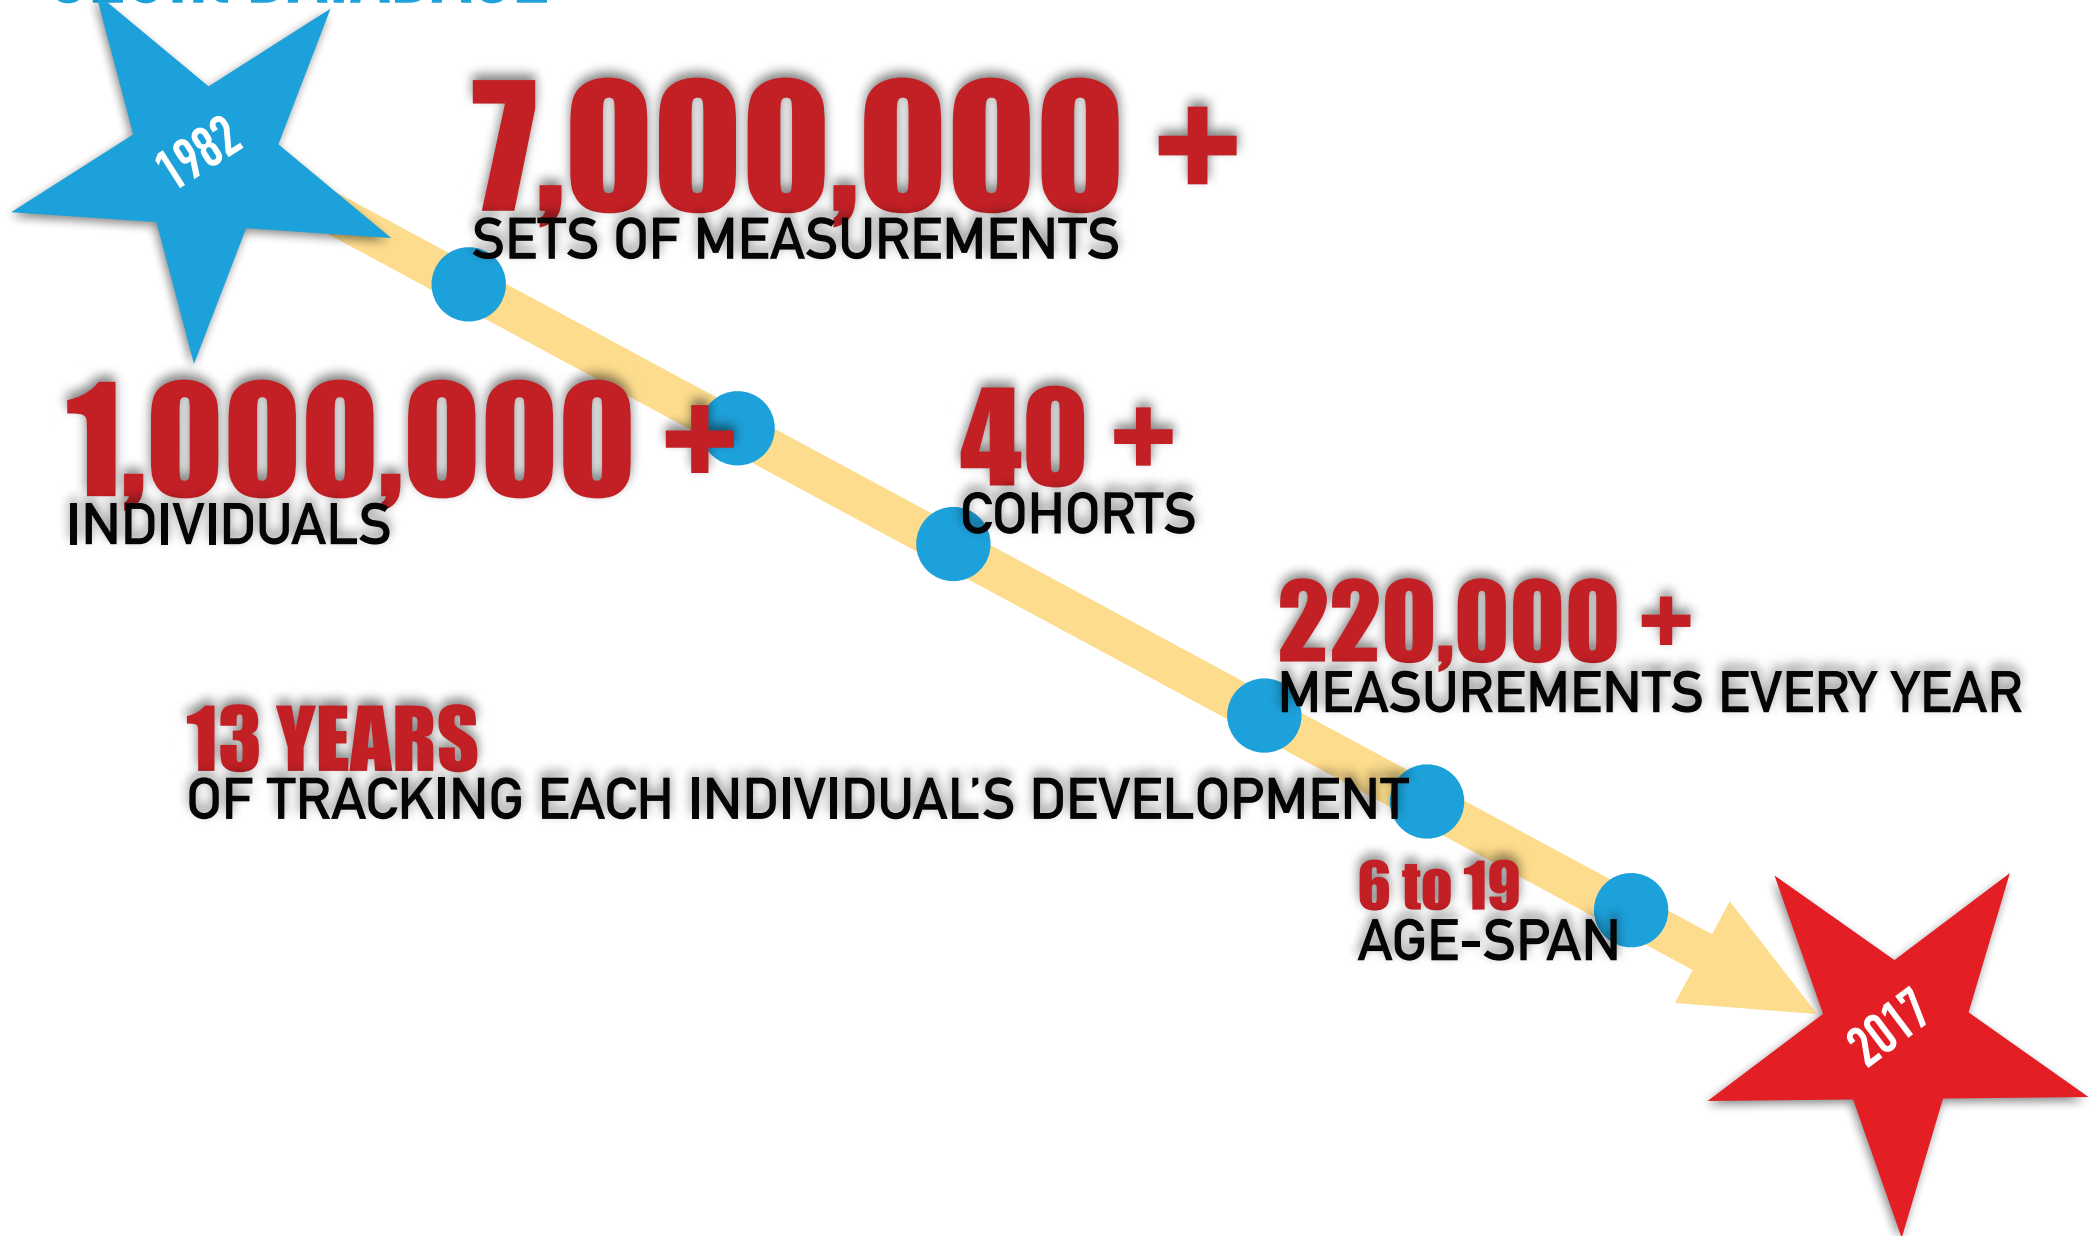 DATABASE
1982
7,000,000 +
SETS OF MEASUREMENTS
1,000,000 +
INDIVIDUALS
40 +
COHORTS
220,000 +
MEASUREMENTS EVERY YEAR
13 YEARS
OF TRACKING EACH INDIVIDUAL'S DEVELOPMENT
6 to 19
AGE-SPAN
2017